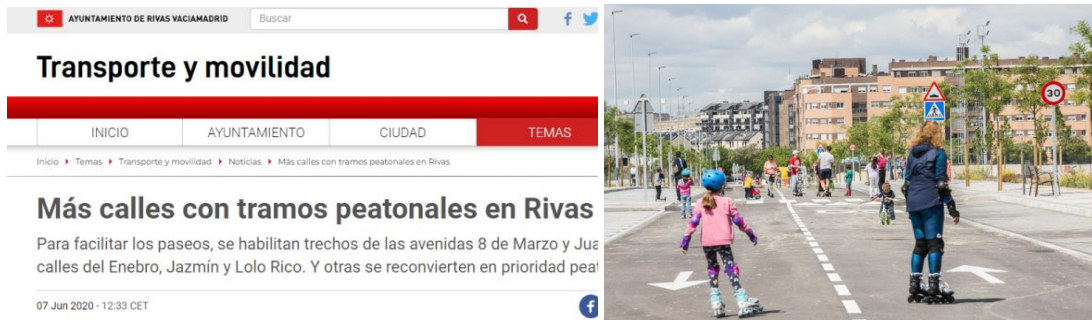 AYUNTAMIENTO DE RIVAS VACIAMADRID
Buscar
Transporte y movilidad
INICIO AYUNTAMIENTO CIUDAD TEMAS
Inicio Temas Transporte y movilidad Noticias Más calles con tramos peatonales en Rivas
Más calles con tramos peatonales en Rivas
Para facilitar los paseos, se habilitan trechos de las avenidas 8 de Marzo y
calles del Enebro, Jazmín y Lolo Rico. Y otras se reconvierten en prioridad
07 Jun 2020 - 12:33 CET
30